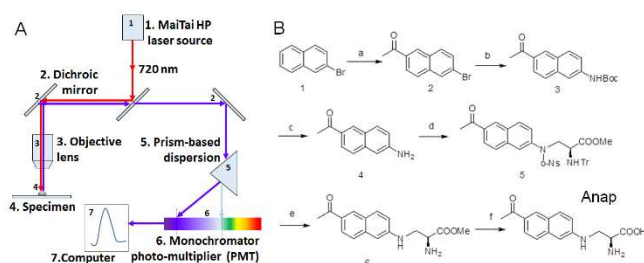 A
1
1. MaiTai HP
laser source
720 nm
2. Dichroic
mirror
2
2
3
3. Objective
lens
4
4. Specimen
5. Prism-based
dispersion
5
6
7
6. Monochromator
photo-multiplier (PMT)
7.Computer
B
O
Br
1
a
O
Br
2
b
O
NHBoc
3
c
O
NH₂
4
d
O
N
o-Ns
COOMe
NHTr
5
Anap
e
O
N
H
COOMe
NH₂
6
f
O
N
H
COOH
NH₂